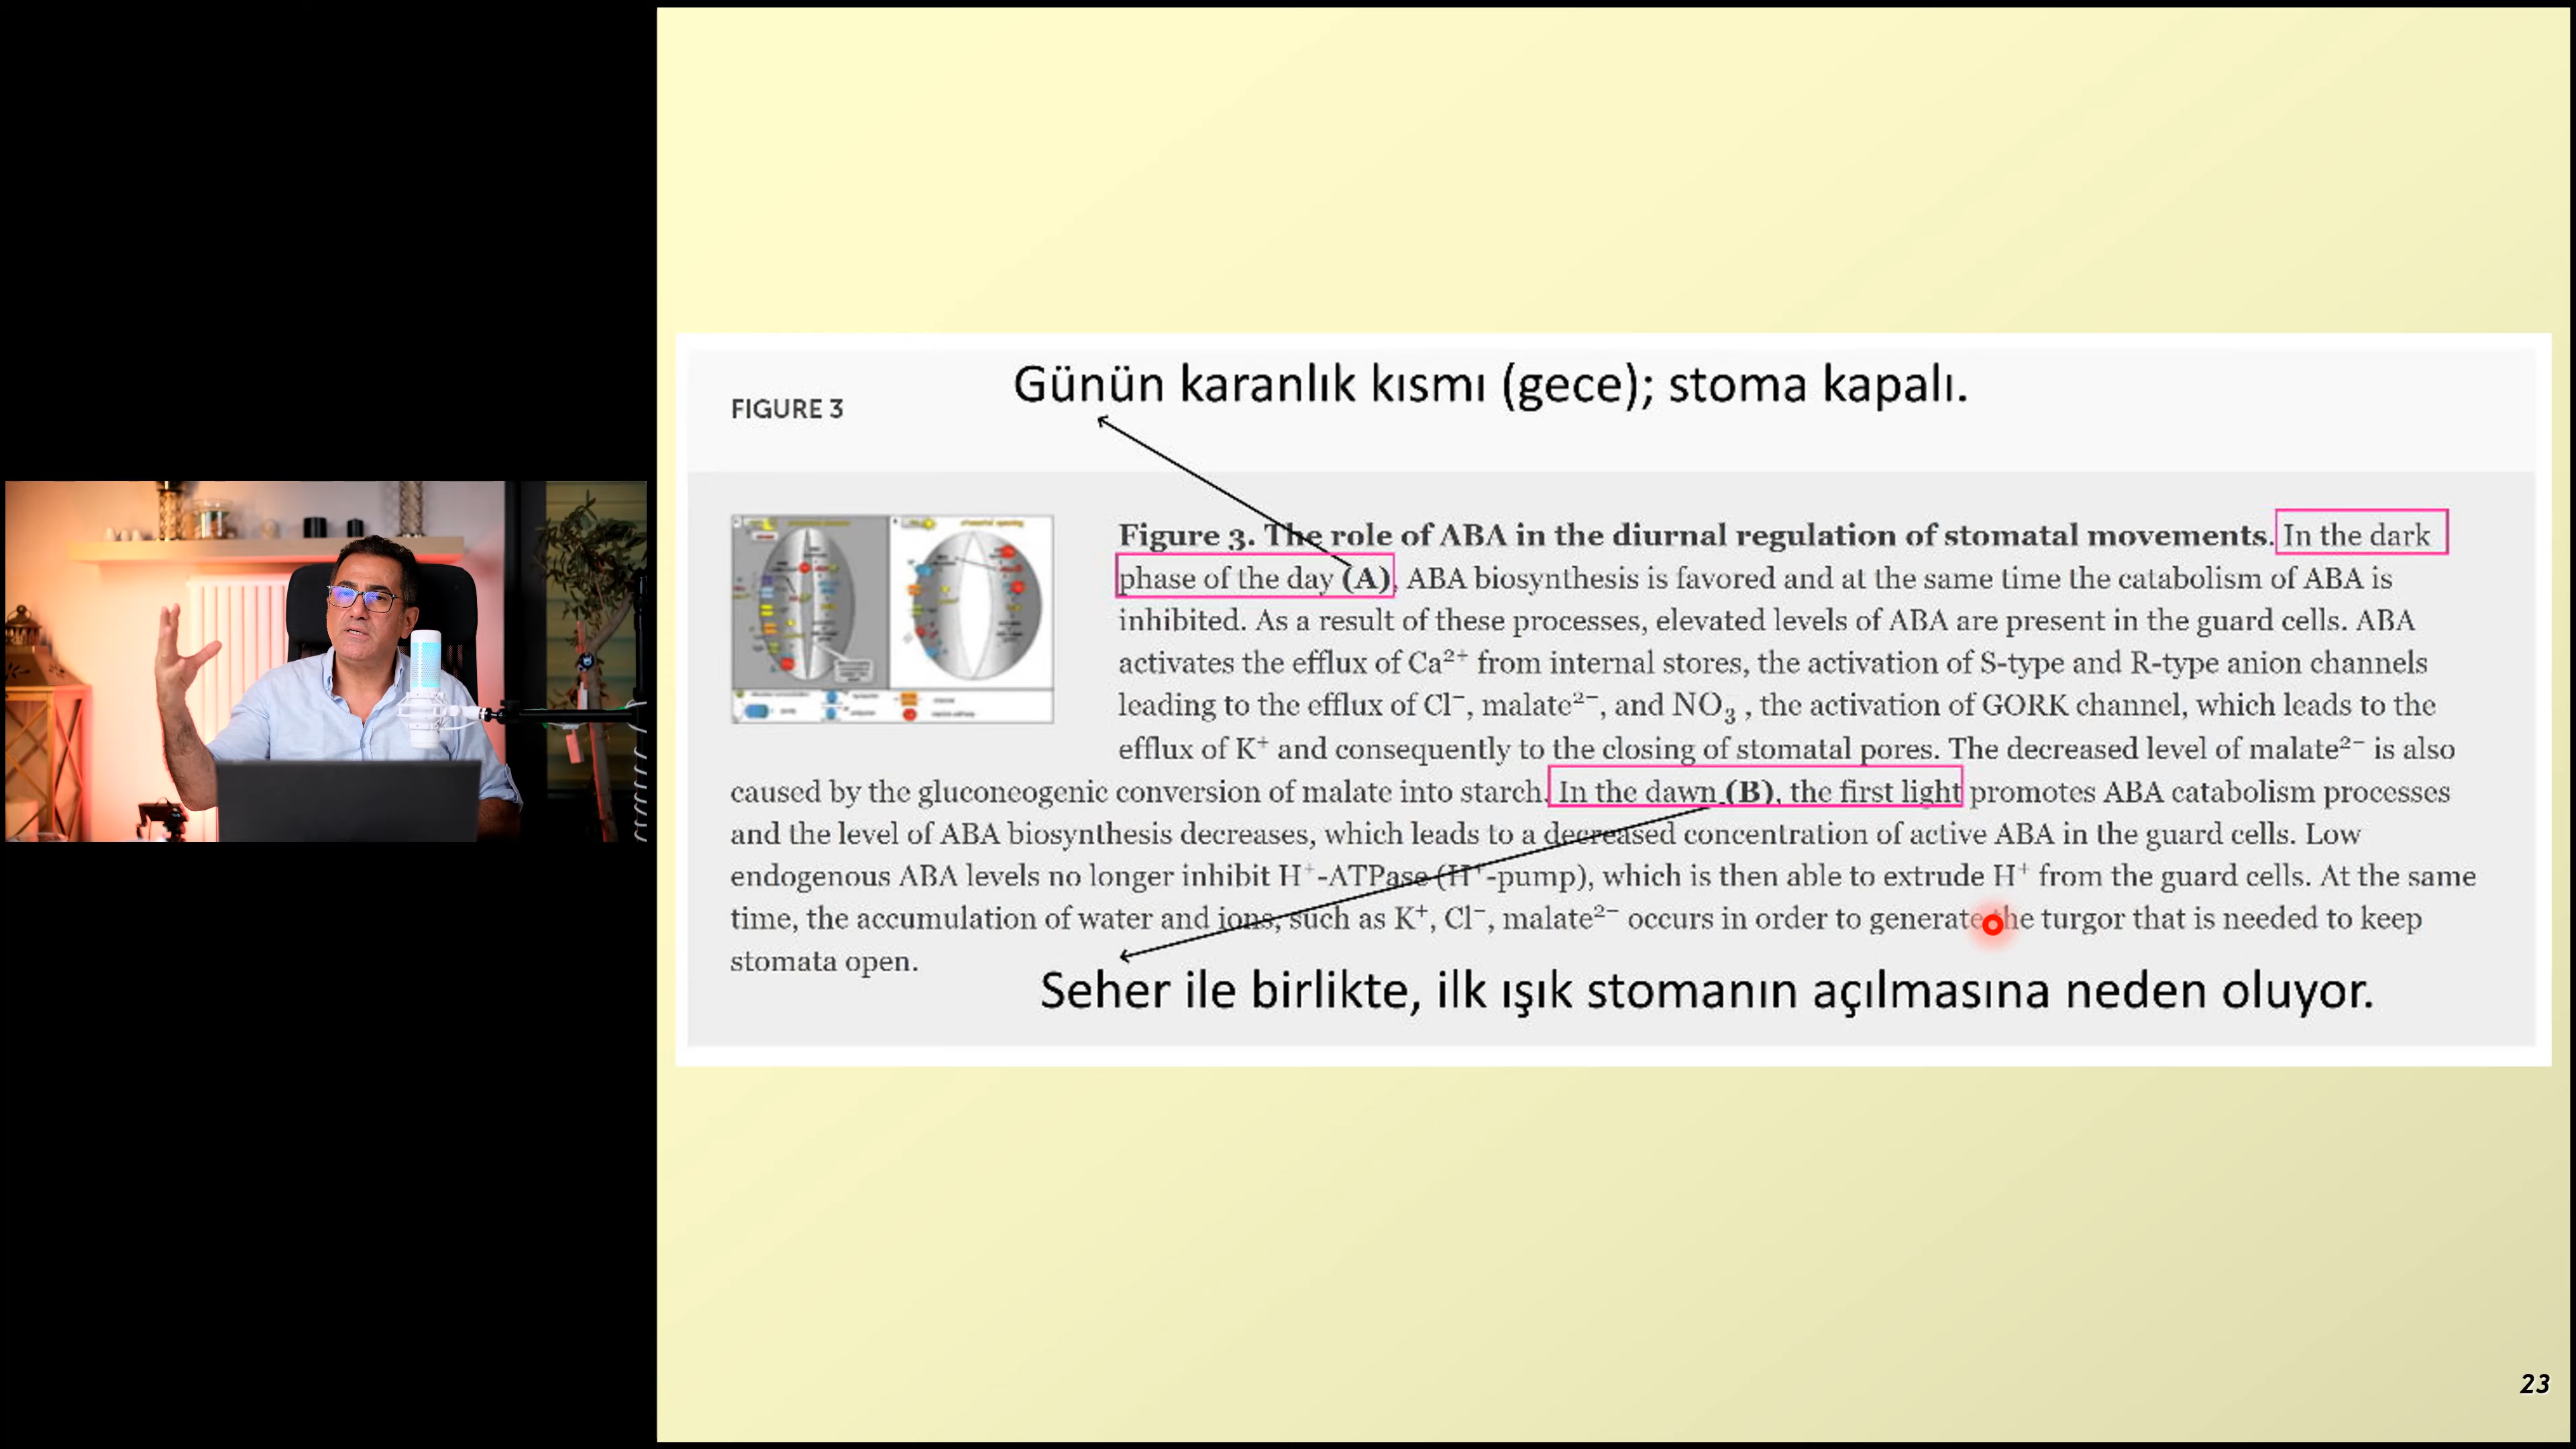 Günün karanlık kısmı (gece); stoma kapalı.
FIGURE 3
Figure 3. The role of ABA in the diurnal regulation of stomatal movements. In the dark
phase of the day (A), ABA biosynthesis is favored and at the same time the catabolism of ABA is
inhibited. As a result of these processes, elevated levels of ABA are present in the guard cells. ABA
activates the efflux of Ca²⁺ from internal stores, the activation of S-type and R-type anion channels
leading to the efflux of Cl⁻, malate²⁻, and NO₃ , the activation of GORK channel, which leads to the
efflux of K⁺ and consequently to the closing of stomatal pores. The decreased level of malate²⁻ is also
caused by the gluconeogenic conversion of malate into starch. In the dawn (B), the first light promotes ABA catabolism processes
and the level of ABA biosynthesis decreases, which leads to a decreased concentration of active ABA in the guard cells. Low
endogenous ABA levels no longer inhibit H⁺-ATPase (H⁺-pump), which is then able to extrude H⁺ from the guard cells. At the same
time, the accumulation of water and ions, such as K⁺, Cl⁻, malate²⁻ occurs in order to generate the turgor that is needed to keep
stomata open.
Seher ile birlikte, ilk ışık stomanın açılmasına neden oluyor.
23